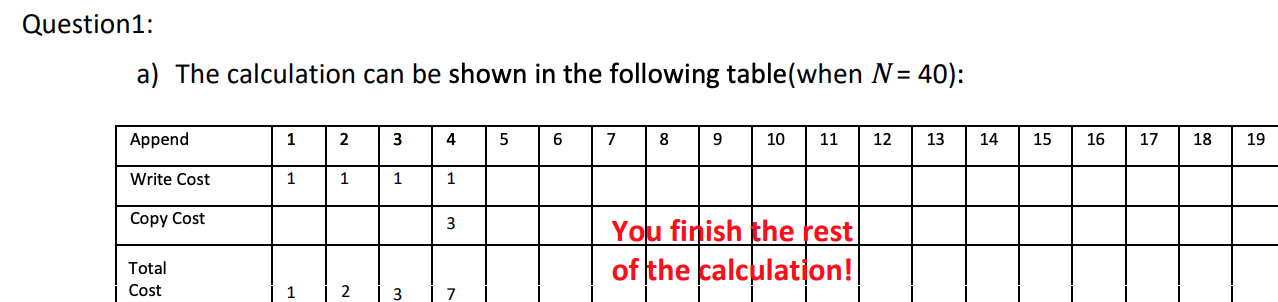 Question1:
a) The calculation can be shown in the following table(when N = 40):
Append 1 2 3 4 5 6 7 8 9 10 11 12 13 14 15 16 17 18 19
Write Cost 1 1 1 1
Copy Cost 3
You finish the rest
of the calculation!
Total
Cost 1 2 3 7